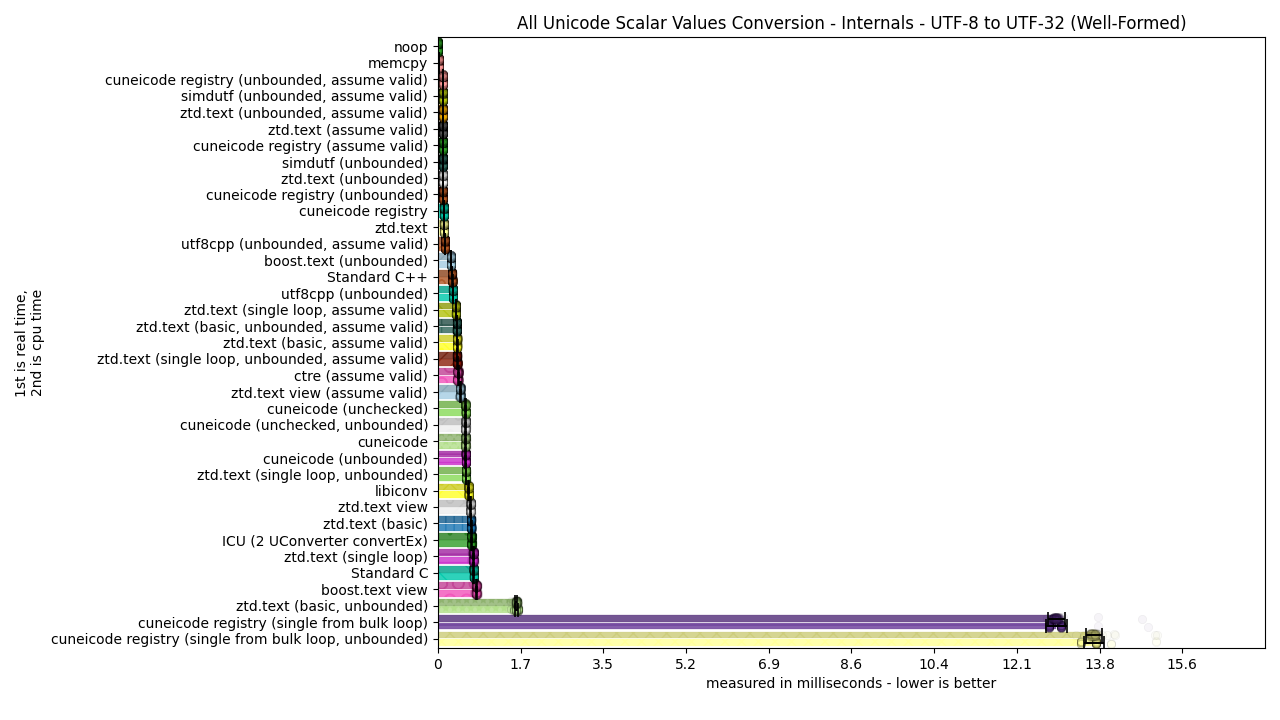 All Unicode Scalar Values Conversion - Internals - UTF-8 to UTF-32 (Well-Formed)
noop
memcpy
cuneicode registry (unbounded, assume valid)
simdutf (unbounded, assume valid)
ztd.text (unbounded, assume valid)
ztd.text (assume valid)
cuneicode registry (assume valid)
simdutf (unbounded)
ztd.text (unbounded)
cuneicode registry (unbounded)
cuneicode registry
ztd.text
utf8cpp (unbounded, assume valid)
boost.text (unbounded)
Standard C++
utf8cpp (unbounded)
ztd.text (single loop, assume valid)
ztd.text (basic, unbounded, assume valid)
ztd.text (basic, assume valid)
ztd.text (single loop, unbounded, assume valid)
ctre (assume valid)
ztd.text view (assume valid)
cuneicode (unchecked)
cuneicode (unchecked, unbounded)
cuneicode
cuneicode (unbounded)
ztd.text (single loop, unbounded)
libiconv
ztd.text view
ztd.text (basic)
ICU (2 UConverter convertEx)
ztd.text (single loop)
Standard C
boost.text view
ztd.text (basic, unbounded)
cuneicode registry (single from bulk loop)
cuneicode registry (single from bulk loop, unbounded)
1st is real time,
2nd is cpu time
0 1.7 3.5 5.2 6.9 8.6 10.4 12.1 13.8 15.6
measured in milliseconds - lower is better